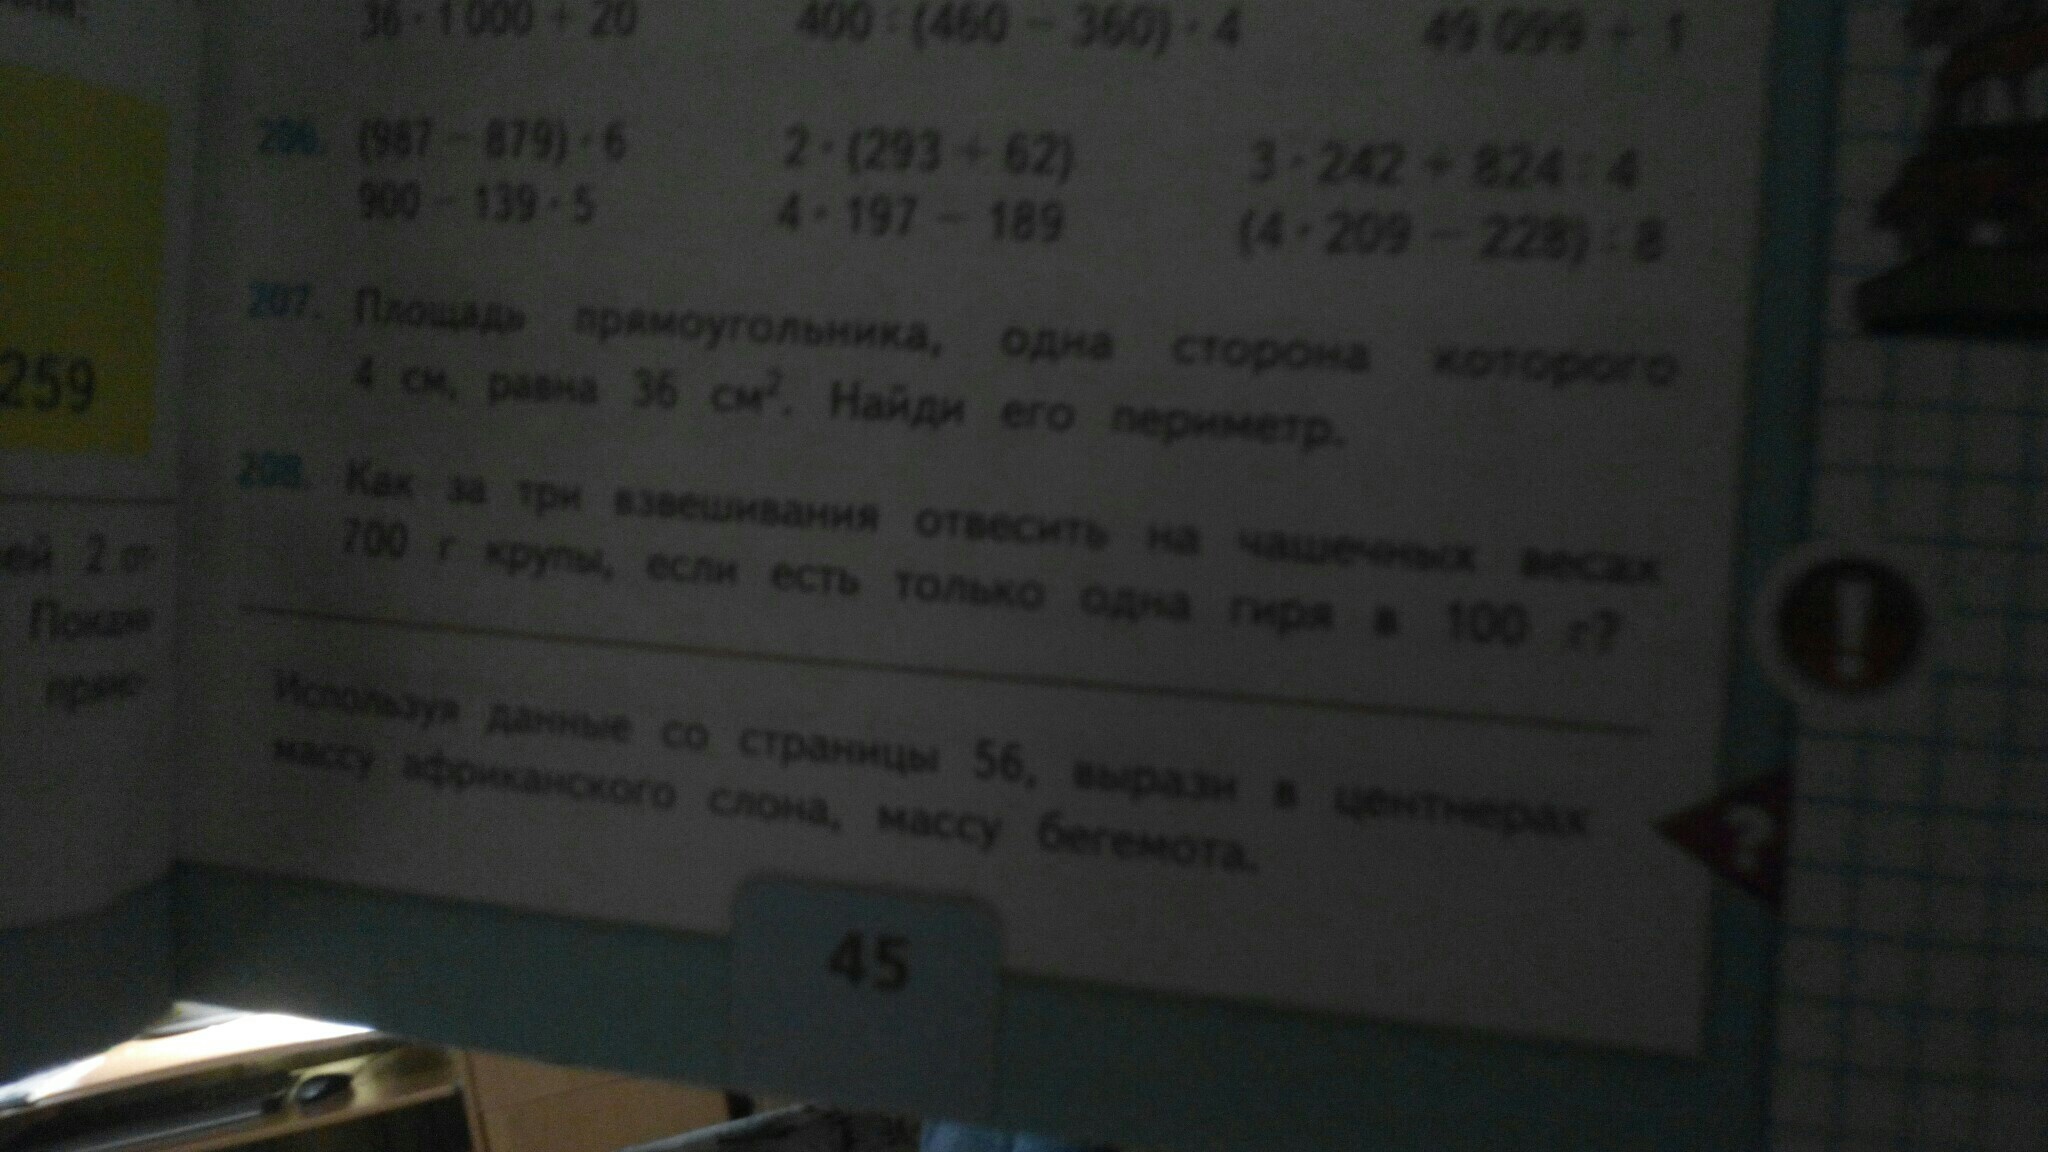 36 · 1 000 + 20 400 : (460 − 360) · 4 49 099 + 1
206. (987 − 879) · 6 2 · (293 + 62) 3 · 242 + 824 : 4
900 − 139 · 5 4 · 197 − 189 (4 · 209 − 228) : 8
207. Площадь прямоугольника, одна сторона которого
4 см, равна 36 см². Найди его периметр.
208. Как за три взвешивания отвесить на чашечных весах
700 г крупы, если есть только одна гиря в 100 г?
Используя данные со страницы 56, вырази в центнерах
массу африканского слона, массу бегемота.
45
259
2
!
?